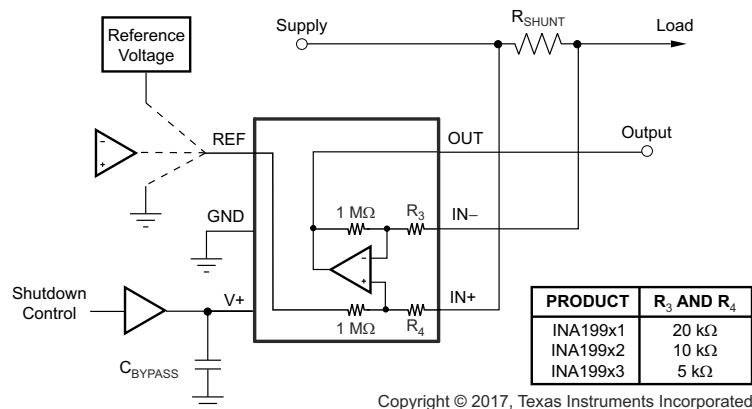 Supply
R_SHUNT
Load
Reference
Voltage
Output
REF
OUT
- +
GND
1 MΩ
R3
IN−
- +
Shutdown
Control
V+
IN+
1 MΩ
R4
CBYPASS
PRODUCT R3 AND R4
INA199x1 20 kΩ
INA199x2 10 kΩ
INA199x3 5 kΩ
Copyright © 2017, Texas Instruments Incorporated